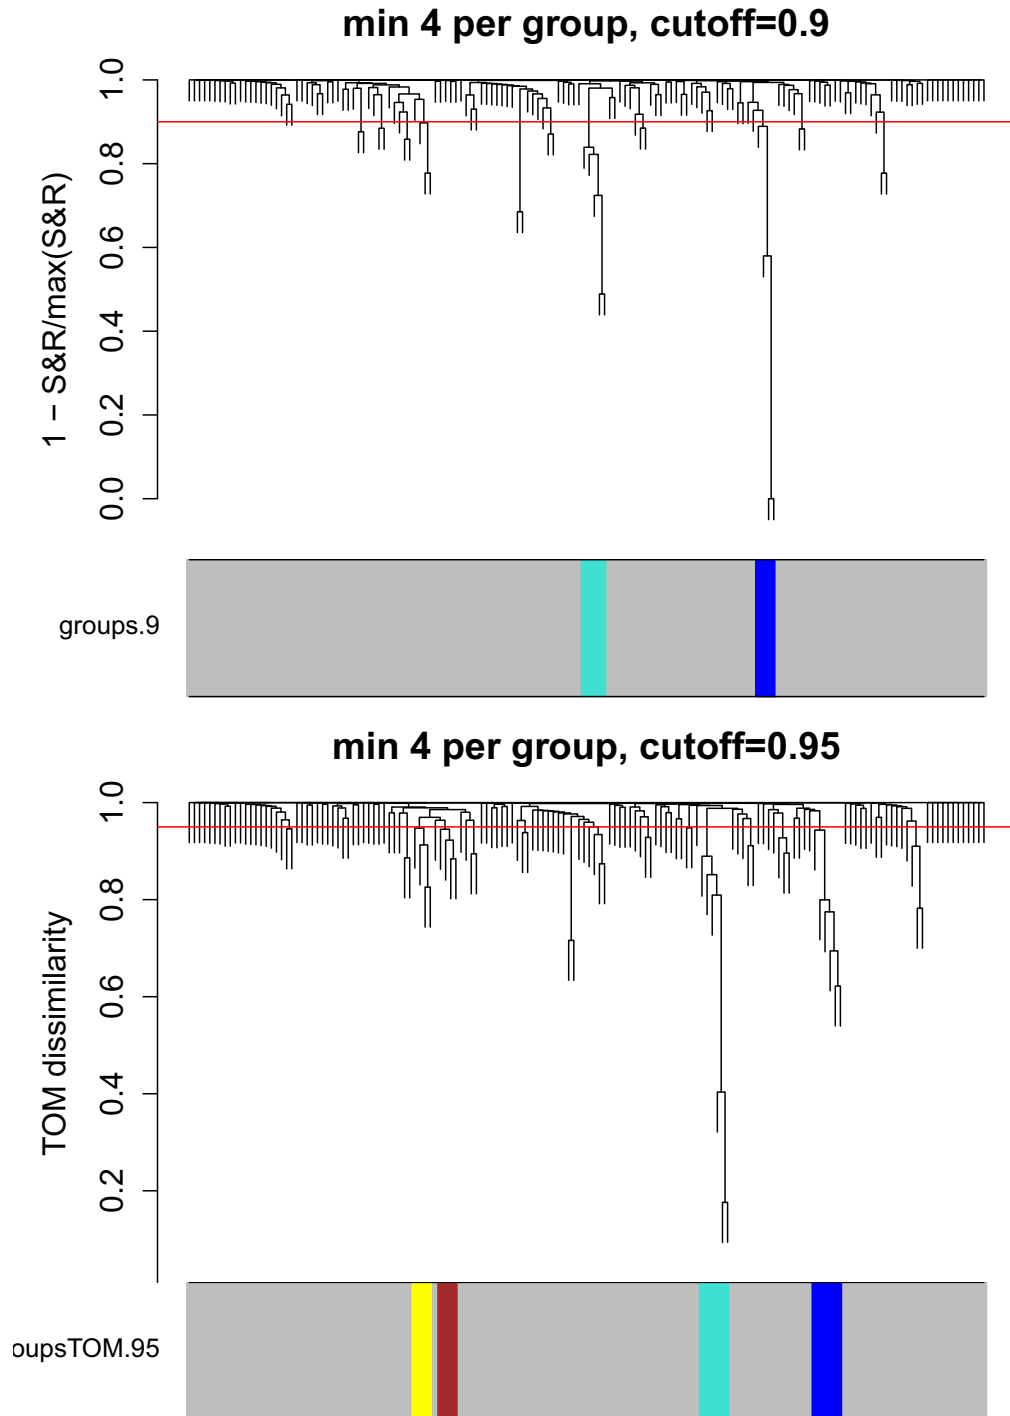 min 4 per group, cutoff=0.9
1 − S&R/max(S&R)
1.0
0.8
0.6
0.4
0.2
0.0
groups.9
min 4 per group, cutoff=0.95
TOM dissimilarity
1.0
0.8
0.6
0.4
0.2
oupsTOM.95